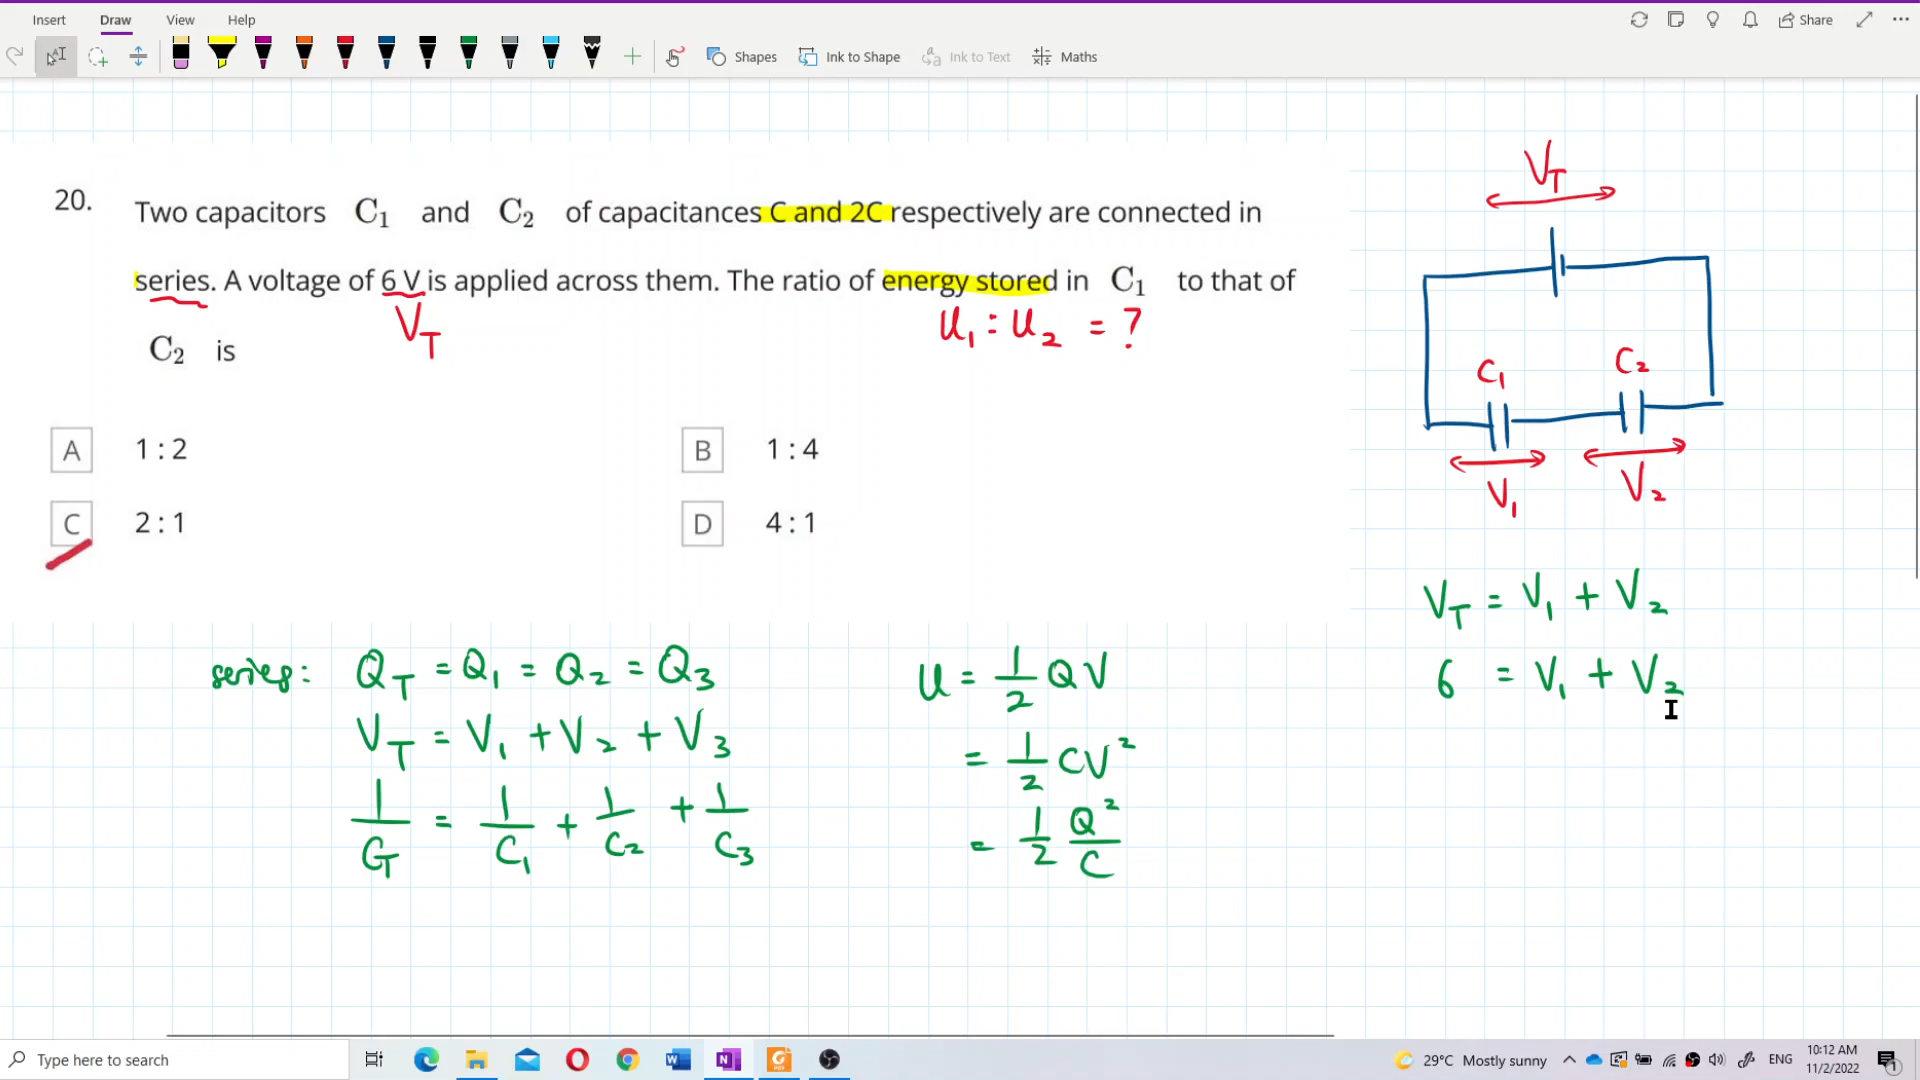 Insert Draw View Help
Share
Shapes Ink to Shape Ink to Text Maths
20. Two capacitors C₁ and C₂ of capacitances C and 2C respectively are connected in
series. A voltage of 6 V is applied across them. The ratio of energy stored in C₁ to that of
V_T
U₁ : U₂ = ?
C₂ is
A 1 : 2
B 1 : 4
C 2 : 1
D 4 : 1
V_T
C₁ C₂
V₁ V₂
V_T = V₁ + V₂
6 = V₁ + V₂
series: Q_T = Q₁ = Q₂ = Q₃
V_T = V₁ + V₂ + V₃
1/C_T = 1/C₁ + 1/C₂ + 1/C₃
U = 1/2 QV
= 1/2 CV²
= 1/2 Q²/C
Type here to search
29°C Mostly sunny
ENG
10:12 AM
11/2/2022
1